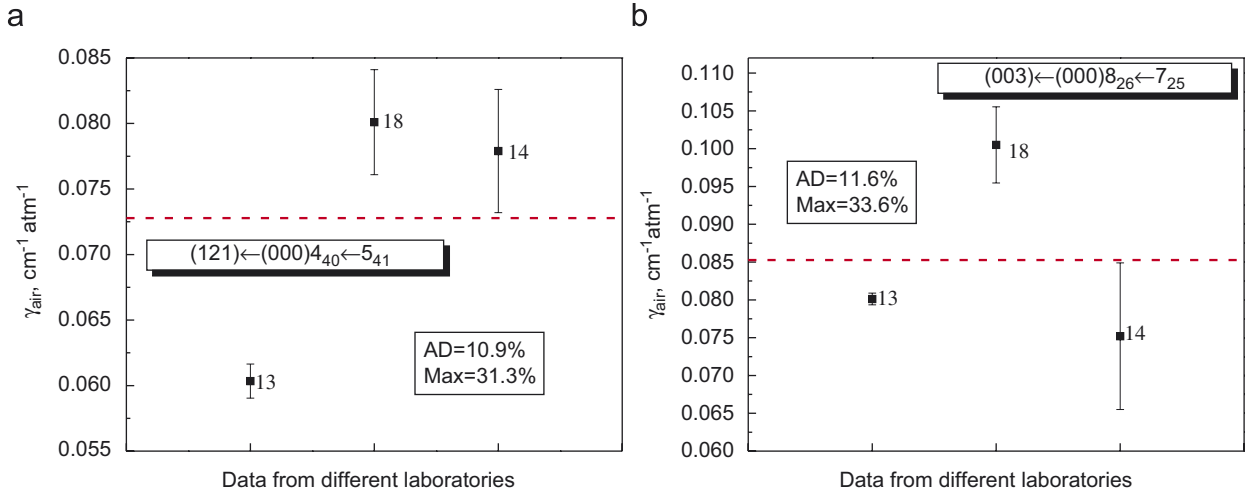 a
0.085
0.080
0.075
0.070
0.065
0.060
0.055
γair, cm-1 atm-1
18
14
13
(121)←(000)440←541
AD=10.9%
Max=31.3%
Data from different laboratories
b
0.110
0.105
0.100
0.095
0.090
0.085
0.080
0.075
0.070
0.065
0.060
γair, cm-1atm-1
(003)←(000)826←725
18
AD=11.6%
Max=33.6%
13
14
Data from different laboratories